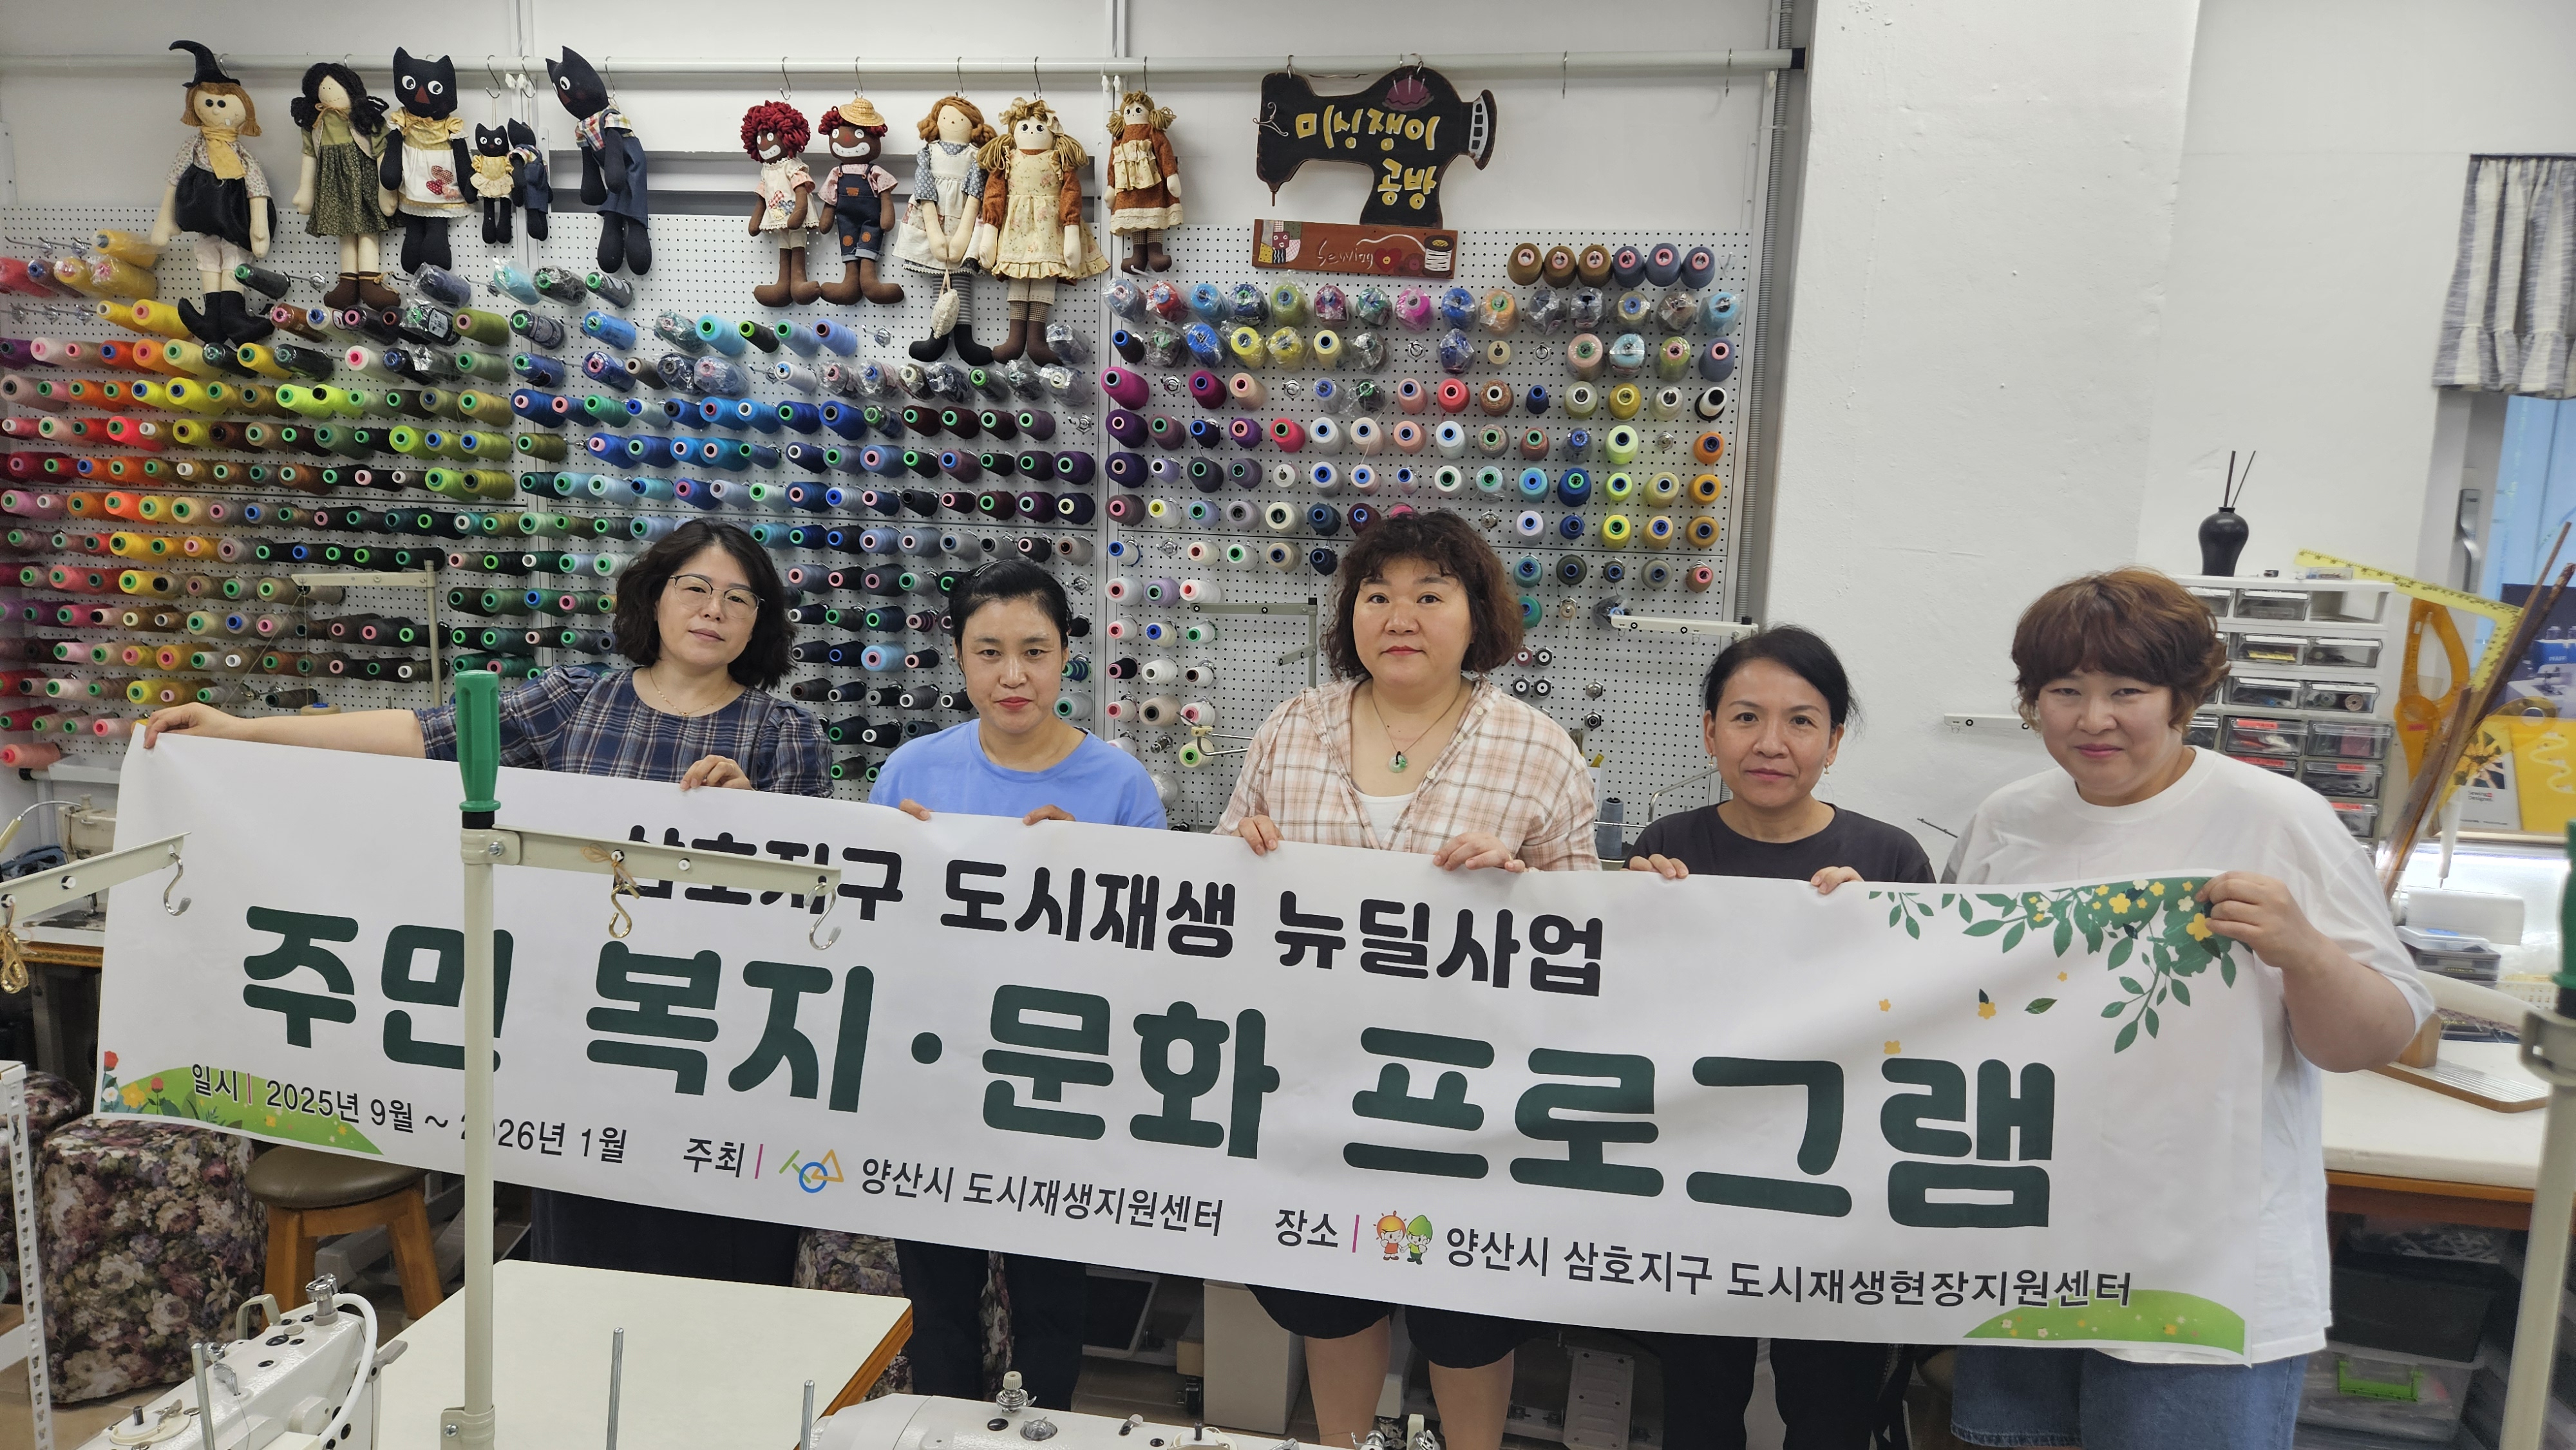 미싱쟁이
공방
Sewing
삼호지구 도시재생 뉴딜사업
주민 복지·문화 프로그램
일시| 2025년 9월 ~ 2026년 1월 주최| 양산시 도시재생지원센터 장소| 양산시 삼호지구 도시재생현장지원센터